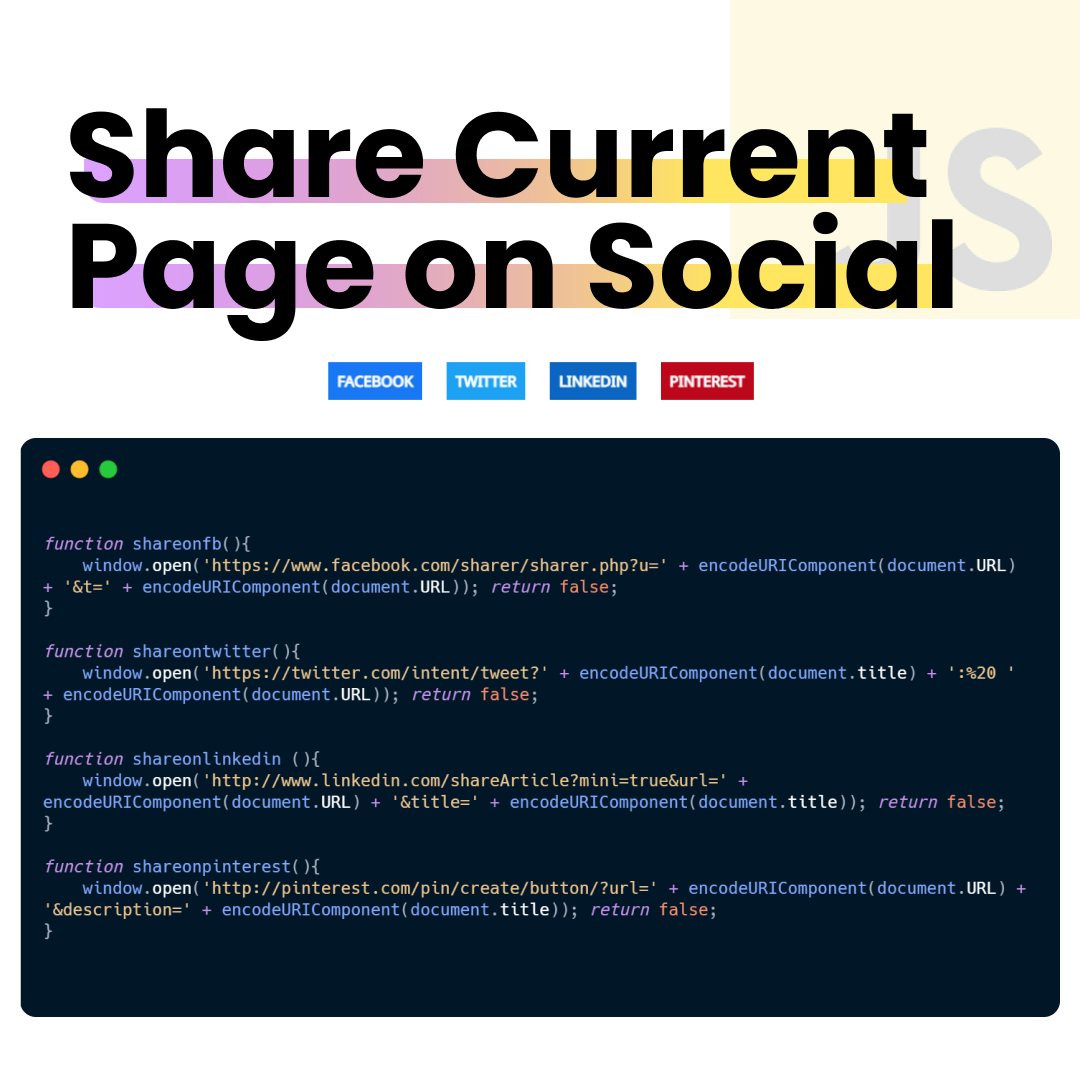 JS
Share Current
Page on Social
FACEBOOK TWITTER LINKEDIN PINTEREST
function shareonfb(){
    window.open('https://www.facebook.com/sharer/sharer.php?u=' + encodeURIComponent(document.URL)
+ '&t=' + encodeURIComponent(document.URL)); return false;
}
function shareontwitter(){
    window.open('https://twitter.com/intent/tweet?' + encodeURIComponent(document.title) + ':%20 '
+ encodeURIComponent(document.URL)); return false;
}
function shareonlinkedin (){
    window.open('http://www.linkedin.com/shareArticle?mini=true&url=' +
encodeURIComponent(document.URL) + '&title=' + encodeURIComponent(document.title)); return false;
}
function shareonpinterest(){
    window.open('http://pinterest.com/pin/create/button/?url=' + encodeURIComponent(document.URL) +
'&description=' + encodeURIComponent(document.title)); return false;
}